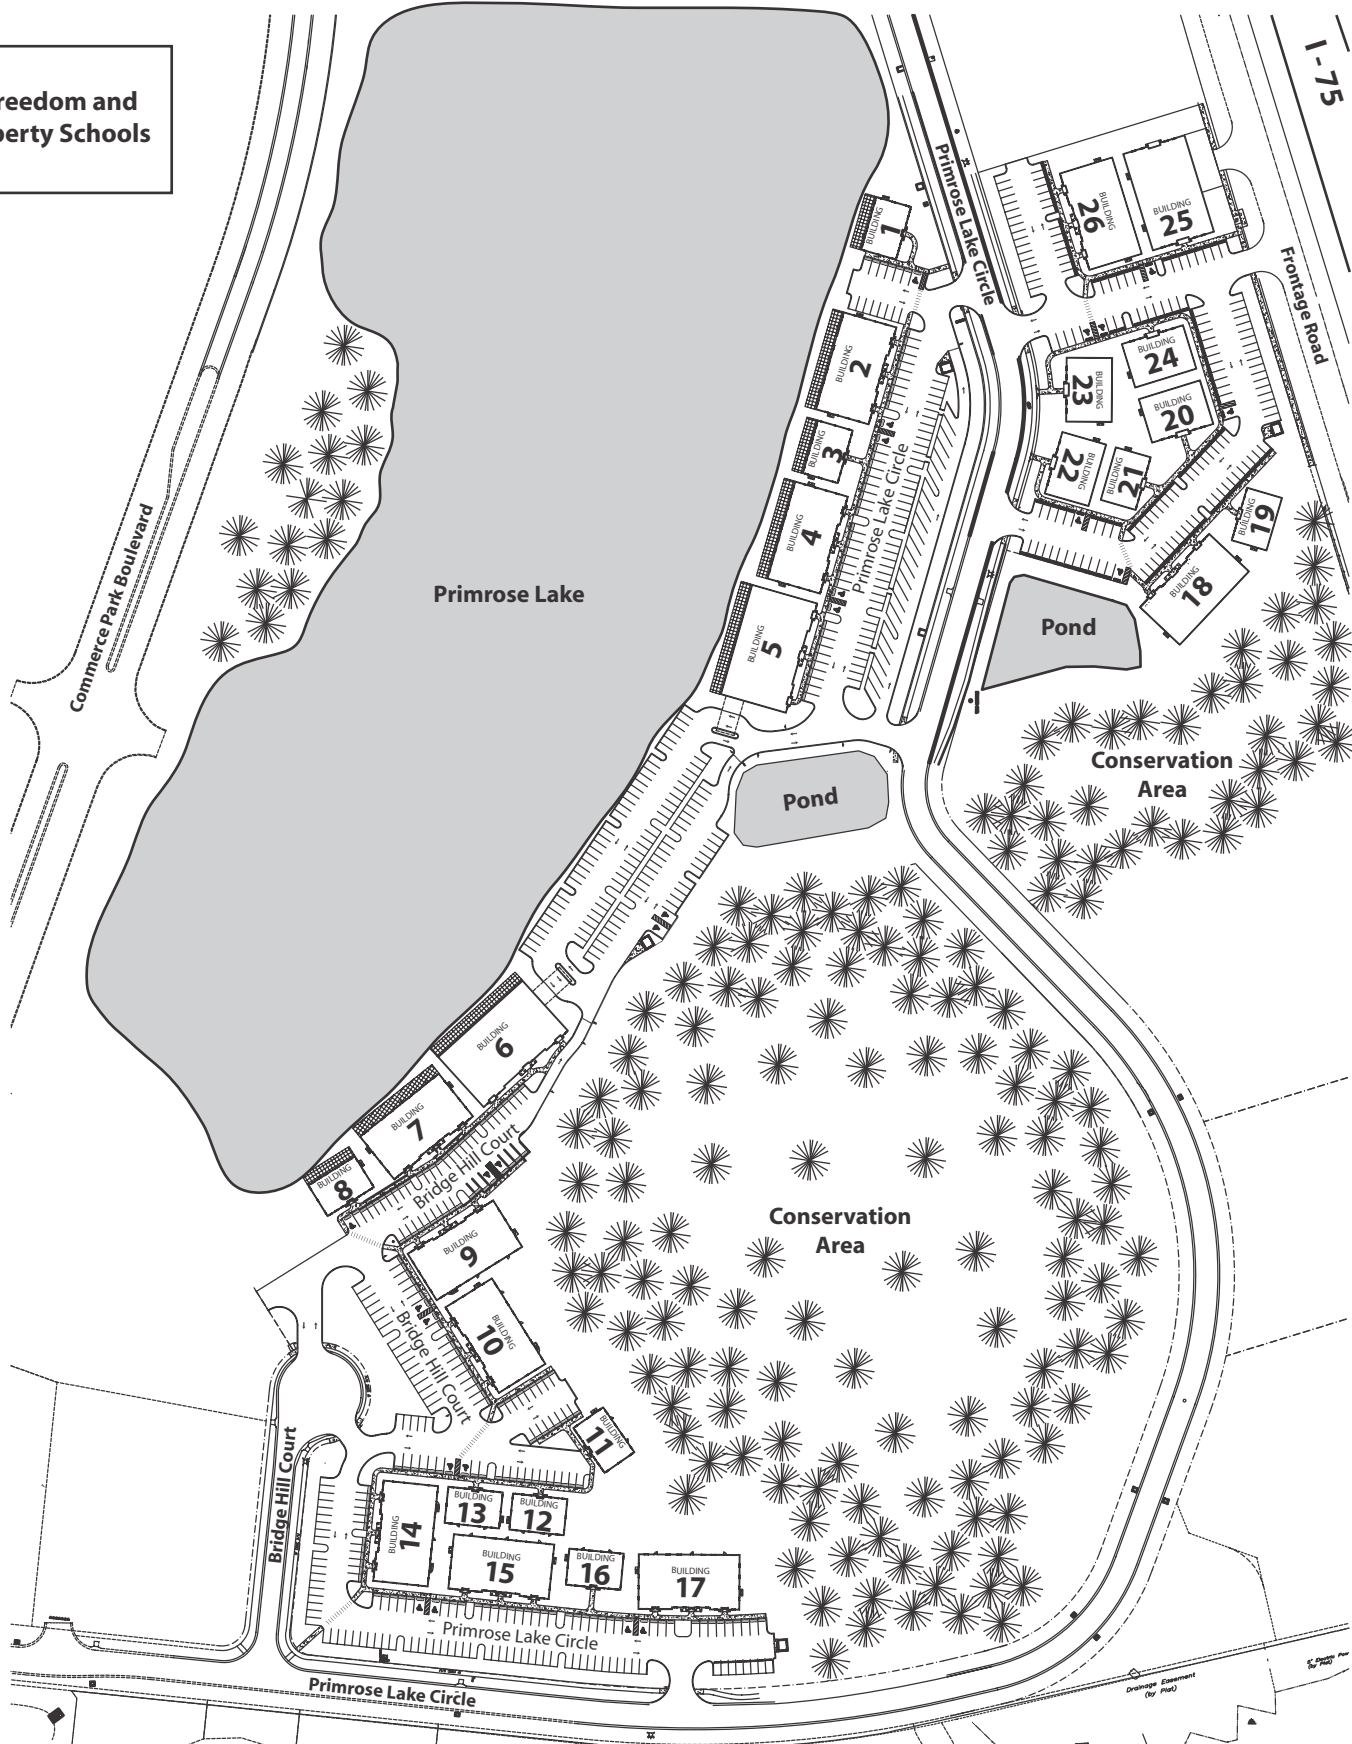 reedom and
perty Schools
I-75
Primrose Lake Circle
BUILDING
26
BUILDING
25
BUILDING
1
Frontage Road
BUILDING
2
BUILDING
24
BUILDING
23
BUILDING
20
BUILDING
3
BUILDING
22
BUILDING
21
Primrose Lake Circle
BUILDING
4
BUILDING
19
BUILDING
18
Commerce Park Boulevard
Primrose Lake
Pond
BUILDING
5
Conservation
Area
Pond
BUILDING
6
BUILDING
7
Bridge Hill Court
BUILDING
8
BUILDING
9
Conservation
Area
BUILDING
10
Bridge Hill Court
BUILDING
11
Bridge Hill Court
BUILDING
13
BUILDING
12
BUILDING
14
BUILDING
15
BUILDING
16
BUILDING
17
Primrose Lake Circle
Primrose Lake Circle
Drainage Easement
(by Plat)
(by Plat)